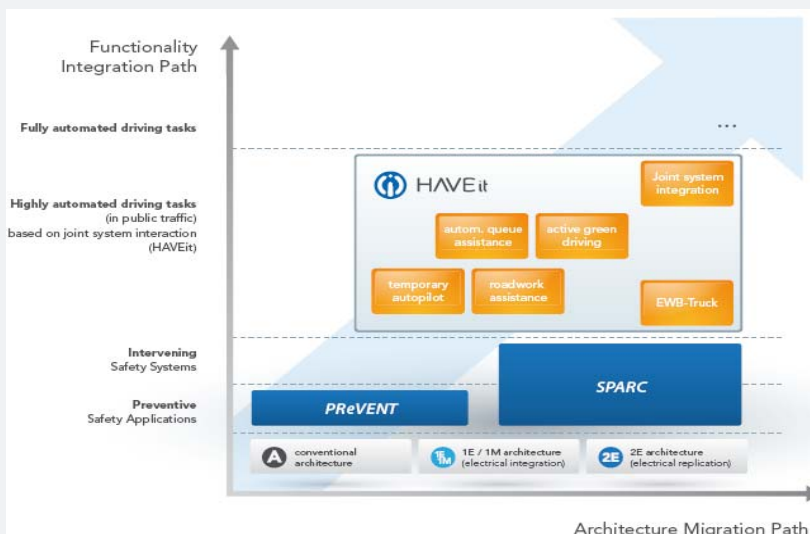 Functionality
Integration Path
Fully automated driving tasks
...
HAVEit
Joint system
integration
Highly automated driving tasks
(in public traffic)
based on joint system interaction
(HAVEit)
autom. queue
assistance
active green
driving
temporary
autopilot
roadwork
assistance
EWB-Truck
Intervening
Safety Systems
SPARC
Preventive
Safety Applications
PReVENT
A
conventional
architecture
1E
1M
1E / 1M architecture
(electrical integration)
2E
2E architecture
(electrical replication)
Architecture Migration Path